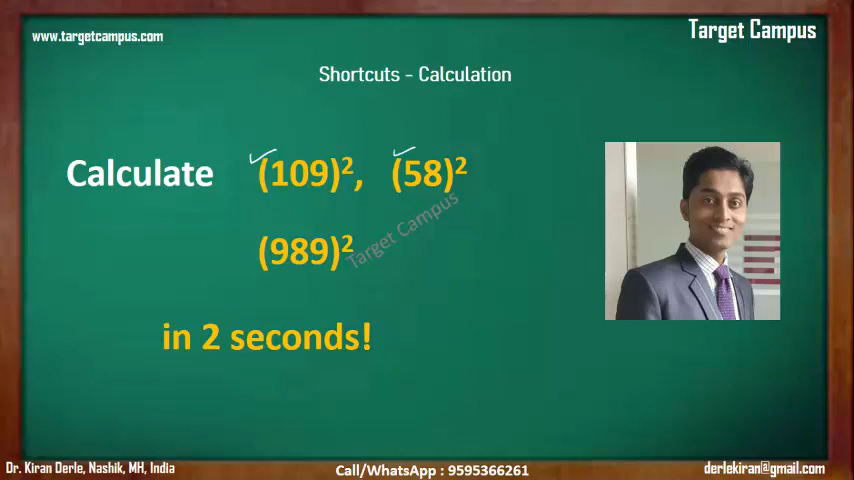 www.targetcampus.com
Target Campus
Shortcuts - Calculation
Calculate (109)², (58)²
(989)²
Target Campus
in 2 seconds!
Dr. Kiran Derle, Nashik, MH, India
Call/WhatsApp : 9595366261
derlekiran@gmail.com